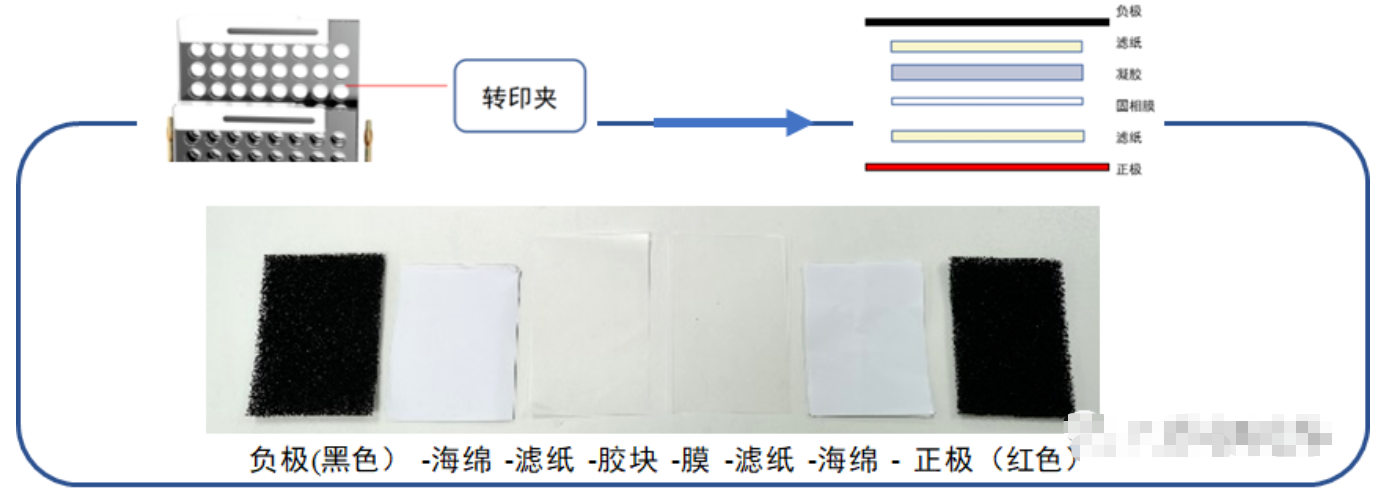 转印夹
负极
滤纸
凝胶
固相膜
滤纸
正极
负极(黑色） -海绵 -滤纸 -胶块 -膜 -滤纸 -海绵 - 正极（红色）